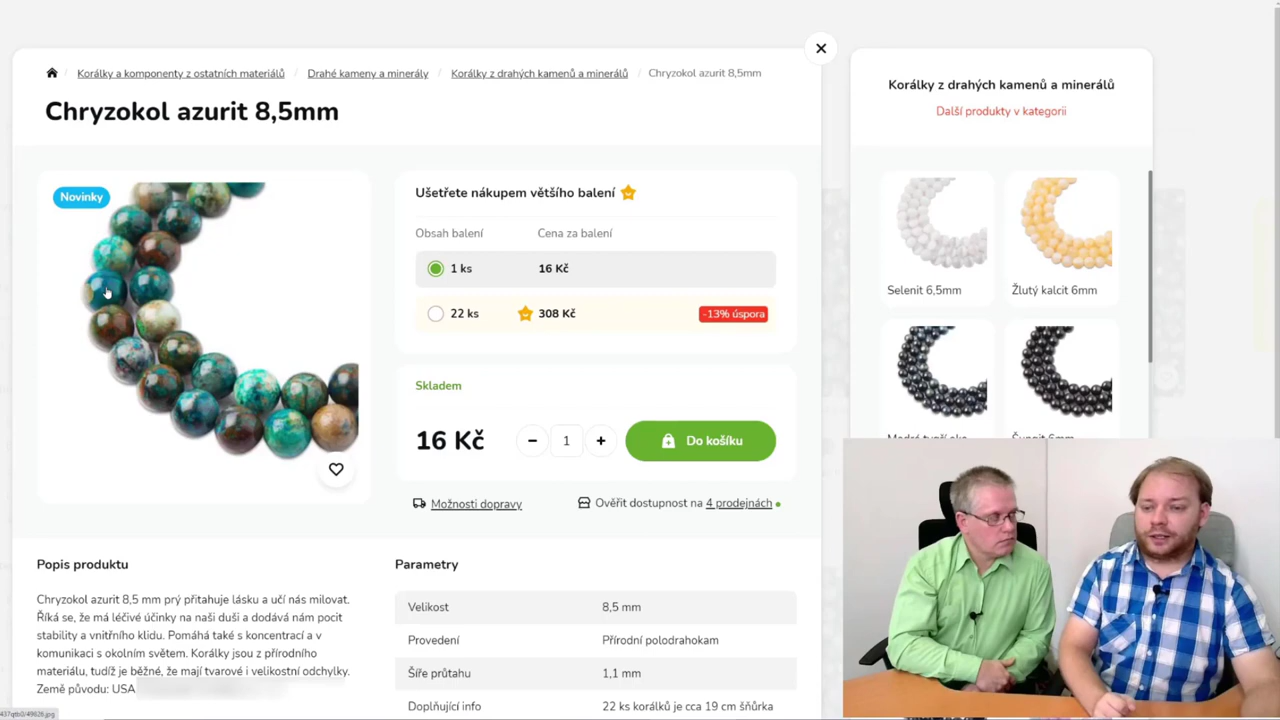 Korálky a komponenty z ostatních materiálů / Drahé kameny a minerály / Korálky z drahých kamenů a minerálů / Chryzokol azurit 8,5mm
Chryzokol azurit 8,5mm
Novinky
Ušetřete nákupem většího balení
Obsah balení Cena za balení
1 ks 16 Kč
22 ks 308 Kč -13% úspora
Skladem
16 Kč − 1 + Do košíku
Možnosti dopravy Ověřit dostupnost na 4 prodejnách
Popis produktu
Chryzokol azurit 8,5 mm prý přitahuje lásku a učí nás milovat.
Říká se, že má léčivé účinky na naši duši a dodává nám pocit
stability a vnitřního klidu. Pomáhá také s koncentrací a v
komunikaci s okolním světem. Korálky jsou z přírodního
materiálu, tudíž je běžné, že mají tvarové i velikostní odchylky.
Země původu: USA
Parametry
Velikost 8,5 mm
Provedení Přírodní polodrahokam
Šíře průtahu 1,1 mm
Doplňující info 22 ks korálků je cca 19 cm šňůrka
Korálky z drahých kamenů a minerálů
Další produkty v kategorii
Selenit 6,5mm
Žlutý kalcit 6mm
437qttb0/49626.jpg